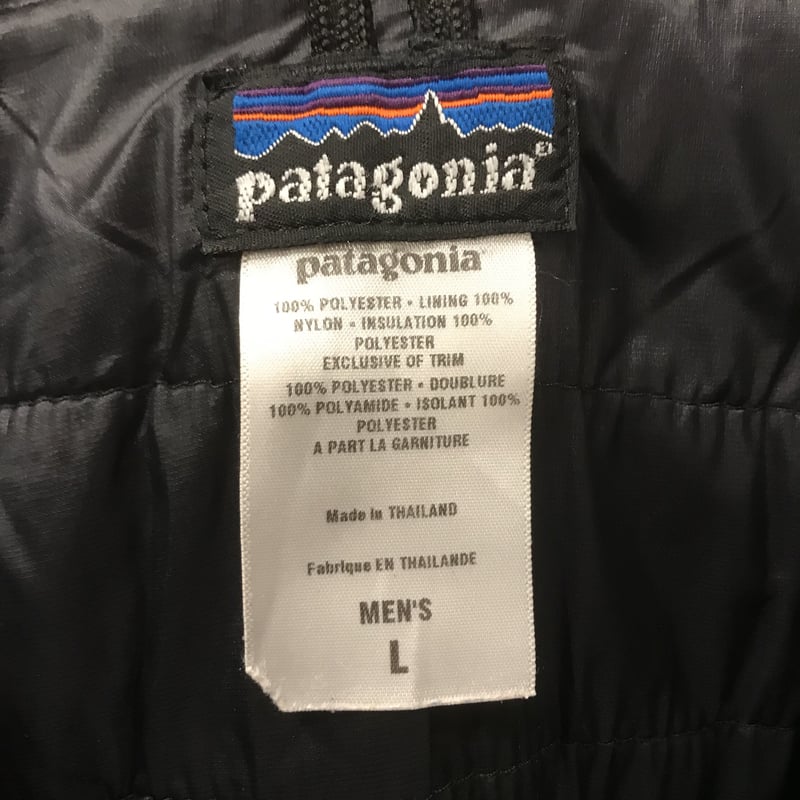 patagonia®
patagonia
100% POLYESTER • LINING 100%
NYLON • INSULATION 100%
POLYESTER
EXCLUSIVE OF TRIM
100% POLYESTER • DOUBLURE
100% POLYAMIDE • ISOLANT 100%
POLYESTER
A PART LA GARNITURE
Made in THAILAND
Fabrique EN THAILANDE
MEN'S
L